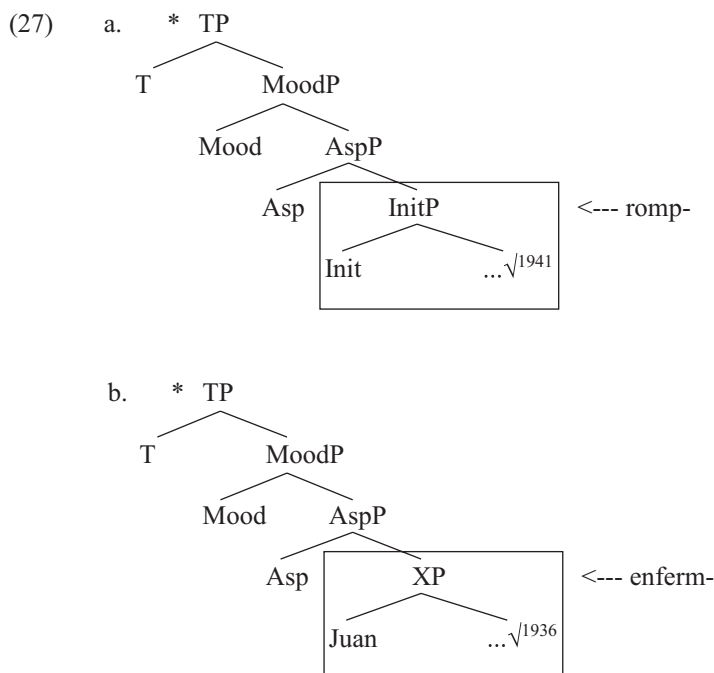 (27) a. * TP
T MoodP
Mood AspP
Asp InitP <--- romp-
Init ...√1941
b. * TP
T MoodP
Mood AspP
Asp XP <--- enferm-
Juan ...√1936